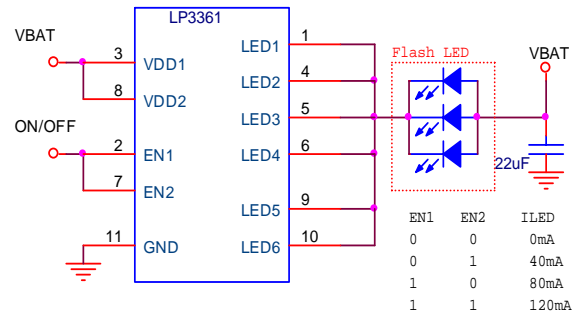 LP3361
VBAT
3 VDD1
8 VDD2
ON/OFF
2 EN1
7 EN2
11 GND
LED1 1
LED2 4
LED3 5
LED4 6
LED5 9
LED6 10
Flash LED
VBAT
22uF
EN1 EN2 ILED
0 0 0mA
0 1 40mA
1 0 80mA
1 1 120mA